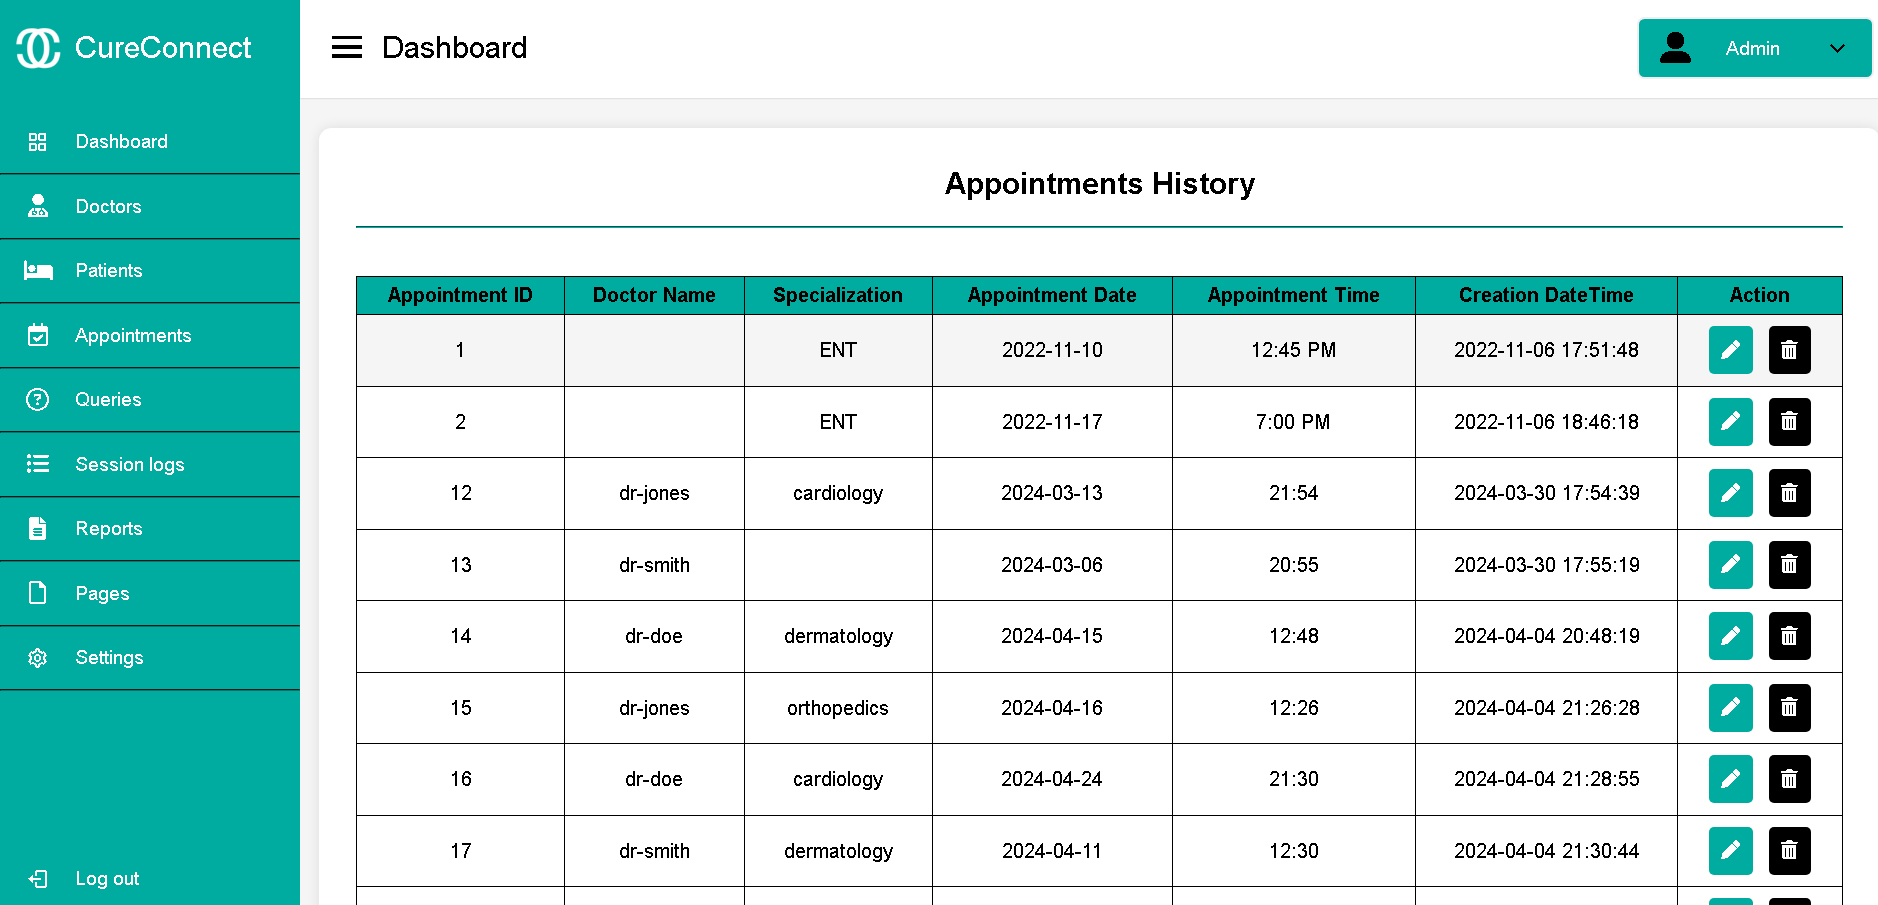 CureConnect
Dashboard
Admin
Dashboard
Doctors
Patients
Appointments
Queries
Session logs
Reports
Pages
Settings
Log out
Appointments History
Appointment ID Doctor Name Specialization Appointment Date Appointment Time Creation DateTime Action
1 ENT 2022-11-10 12:45 PM 2022-11-06 17:51:48
2 ENT 2022-11-17 7:00 PM 2022-11-06 18:46:18
12 dr-jones cardiology 2024-03-13 21:54 2024-03-30 17:54:39
13 dr-smith 2024-03-06 20:55 2024-03-30 17:55:19
14 dr-doe dermatology 2024-04-15 12:48 2024-04-04 20:48:19
15 dr-jones orthopedics 2024-04-16 12:26 2024-04-04 21:26:28
16 dr-doe cardiology 2024-04-24 21:30 2024-04-04 21:28:55
17 dr-smith dermatology 2024-04-11 12:30 2024-04-04 21:30:44